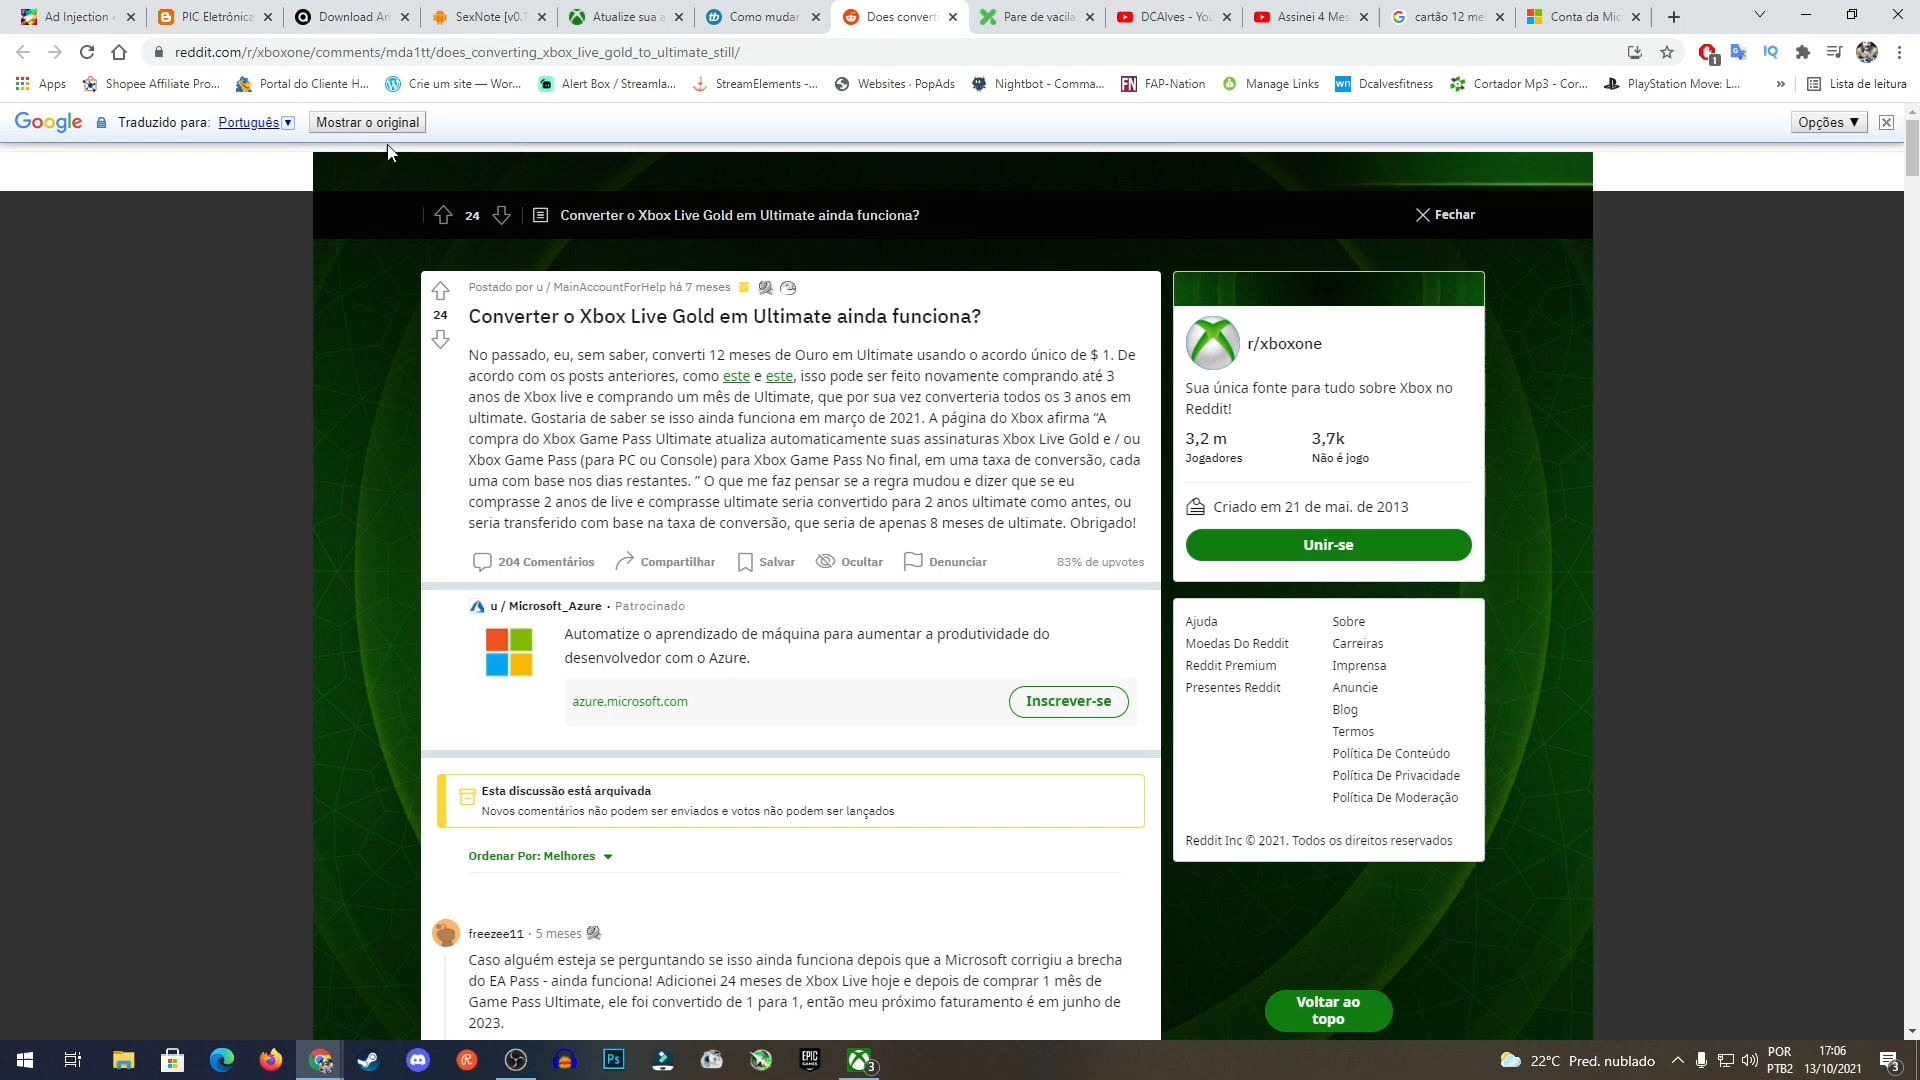 Ad Injection
PIC Eletrônica
Download An
SexNote [v0.1
Atualize sua a
Como mudar
Does convert
Pare de vacila
DCAlves - You
Assinei 4 Mes
cartão 12 me
Conta da Mic
reddit.com/r/xboxone/comments/mda1tt/does_converting_xbox_live_gold_to_ultimate_still/
Apps
Shopee Affiliate Pro...
Portal do Cliente H...
Crie um site — Wor...
Alert Box / Streamla...
StreamElements -...
Websites · PopAds
Nightbot - Comma...
FAP-Nation
Manage Links
Dcalvesfitness
Cortador Mp3 - Cor...
PlayStation Move: L...
»
Lista de leitura
Google Traduzido para: Português Mostrar o original
Opções ▼
24 Converter o Xbox Live Gold em Ultimate ainda funciona?
Fechar
Postado por u / MainAccountForHelp há 7 meses
24
Converter o Xbox Live Gold em Ultimate ainda funciona?
No passado, eu, sem saber, converti 12 meses de Ouro em Ultimate usando o acordo único de $ 1. De
acordo com os posts anteriores, como este e este, isso pode ser feito novamente comprando até 3
anos de Xbox live e comprando um mês de Ultimate, que por sua vez converteria todos os 3 anos em
ultimate. Gostaria de saber se isso ainda funciona em março de 2021. A página do Xbox afirma “A
compra do Xbox Game Pass Ultimate atualiza automaticamente suas assinaturas Xbox Live Gold e / ou
Xbox Game Pass (para PC ou Console) para Xbox Game Pass No final, em uma taxa de conversão, cada
uma com base nos dias restantes. ” O que me faz pensar se a regra mudou e dizer que se eu
comprasse 2 anos de live e comprasse ultimate seria convertido para 2 anos ultimate como antes, ou
seria transferido com base na taxa de conversão, que seria de apenas 8 meses de ultimate. Obrigado!
204 Comentários
Compartilhar
Salvar
Ocultar
Denunciar
83% de upvotes
u / Microsoft_Azure · Patrocinado
Automatize o aprendizado de máquina para aumentar a produtividade do
desenvolvedor com o Azure.
azure.microsoft.com
Inscrever-se
Esta discussão está arquivada
Novos comentários não podem ser enviados e votos não podem ser lançados
Ordenar Por: Melhores
freezee11 · 5 meses
Caso alguém esteja se perguntando se isso ainda funciona depois que a Microsoft corrigiu a brecha
do EA Pass - ainda funciona! Adicionei 24 meses de Xbox Live hoje e depois de comprar 1 mês de
Game Pass Ultimate, ele foi convertido de 1 para 1, então meu próximo faturamento é em junho de
2023.
r/xboxone
Sua única fonte para tudo sobre Xbox no
Reddit!
3,2 m
3,7k
Jogadores
Não é jogo
Criado em 21 de mai. de 2013
Unir-se
Ajuda
Sobre
Moedas Do Reddit
Carreiras
Reddit Premium
Imprensa
Presentes Reddit
Anuncie
Blog
Termos
Política De Conteúdo
Política De Privacidade
Política De Moderação
Reddit Inc © 2021. Todos os direitos reservados
Voltar ao
topo
Ps
EPIC
GAMES
3
22°C Pred. nublado
POR
PTB2
17:06
13/10/2021
3